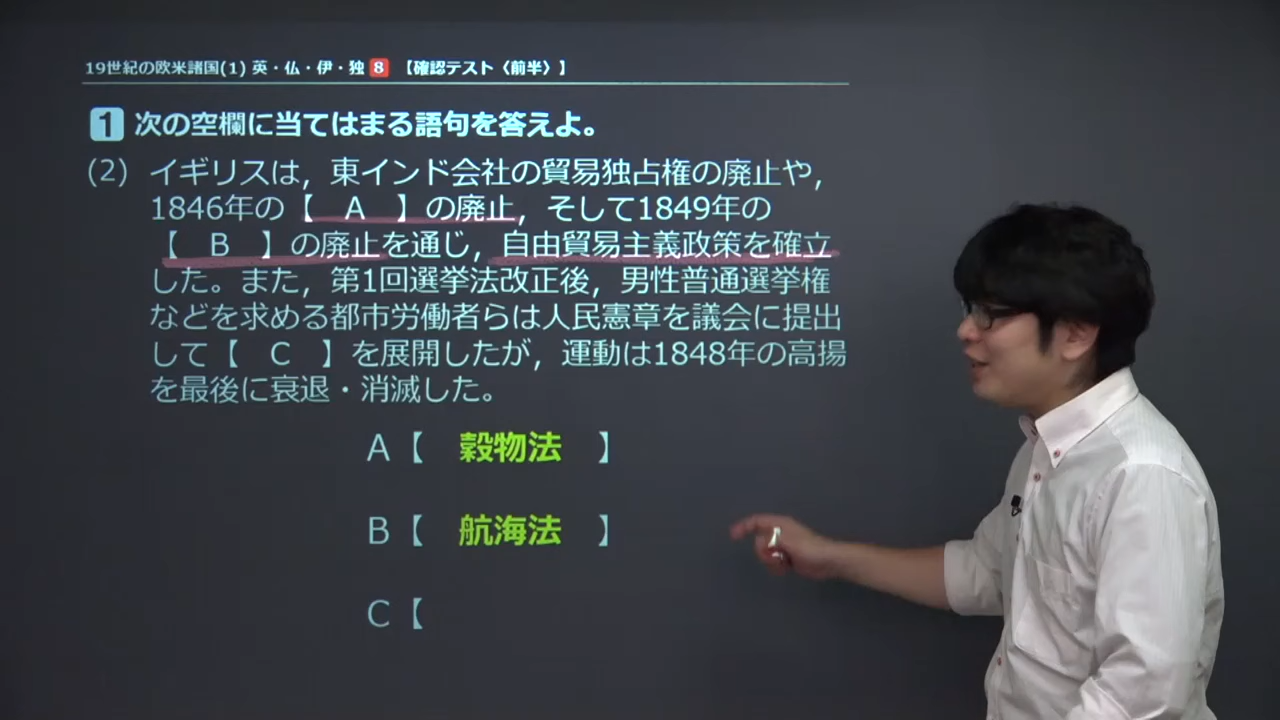 19世紀の欧米諸国(1) 英・仏・伊・独 8 【確認テスト〈前半〉】
1 次の空欄に当てはまる語句を答えよ。
(2) イギリスは，東インド会社の貿易独占権の廃止や，
1846年の【　A　】の廃止，そして1849年の
【　B　】の廃止を通じ，自由貿易主義政策を確立
した。また，第1回選挙法改正後，男性普通選挙権
などを求める都市労働者らは人民憲章を議会に提出
して【　C　】を展開したが，運動は1848年の高揚
を最後に衰退・消滅した。
A【　穀物法　】
B【　航海法　】
C【